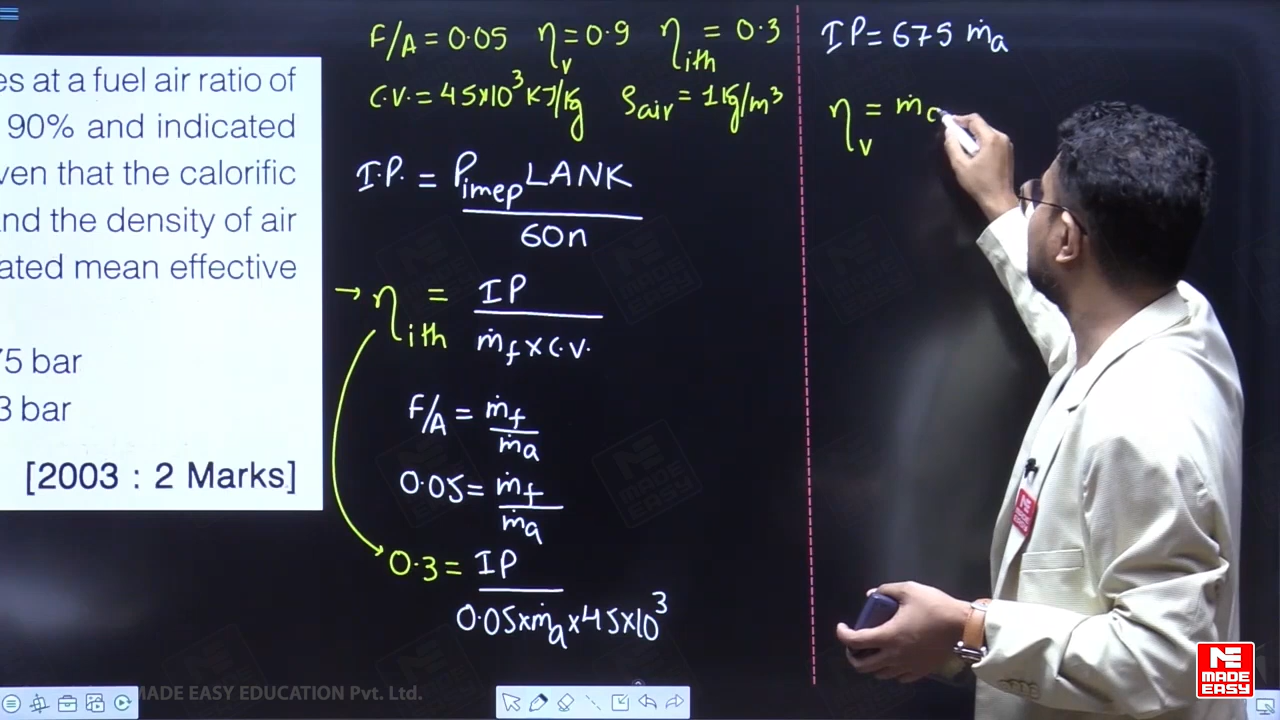 es at a fuel air ratio of
90% and indicated
ven that the calorific
nd the density of air
ated mean effective
75 bar
3 bar
[2003 : 2 Marks]
F/A = 0.05 η_v = 0.9 η_ith = 0.3
C.V. = 45×10³ KJ/Kg ρ_air = 1 Kg/m³
I.P. = P_imep LANK
60n
→ η_ith = IP
ṁ_f × C.V.
F/A = ṁ_f
ṁ_a
0.05 = ṁ_f
ṁ_a
0.3 = IP
0.05×ṁ_a×45×10³
IP = 675 ṁ_a
η_v = ṁ
MADE EASY EDUCATION Pvt. Ltd.
NE
MADE
EASY